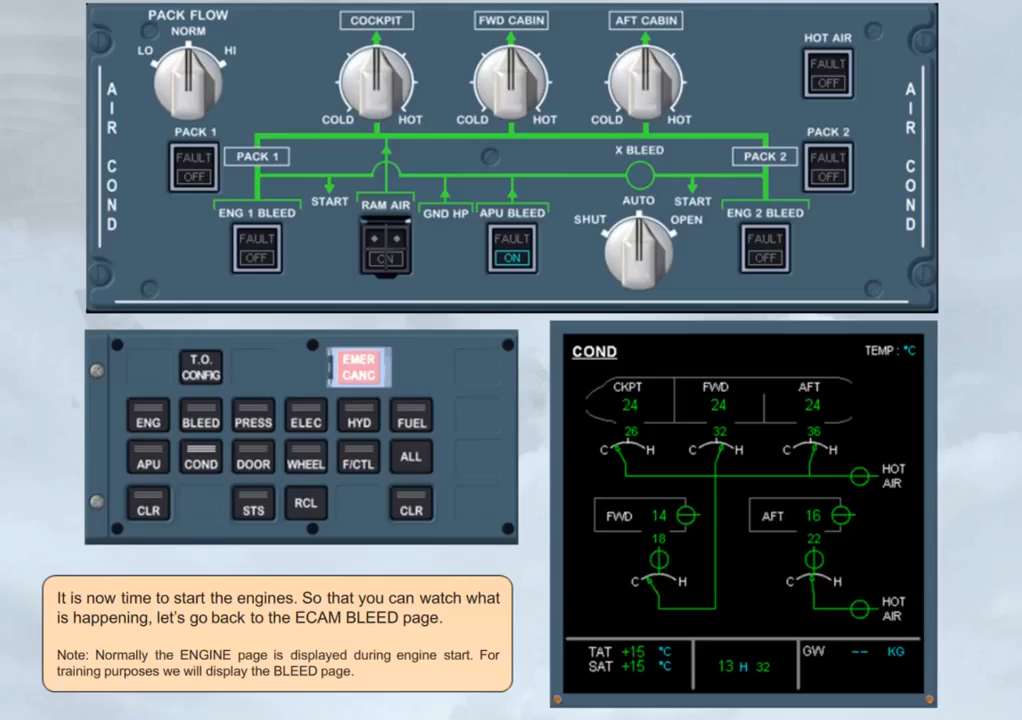 PACK FLOW
NORM
LO
HI
COCKPIT
FWD CABIN
AFT CABIN
HOT AIR
FAULT
OFF
COLD
HOT
COLD
HOT
COLD
HOT
AIR COND
AIR COND
PACK 1
FAULT
OFF
PACK 1
X BLEED
PACK 2
PACK 2
FAULT
OFF
START
RAM AIR
GND HP
APU BLEED
AUTO
START
SHUT
OPEN
ENG 1 BLEED
FAULT
OFF
ON
FAULT
ON
ENG 2 BLEED
FAULT
OFF
T.O.
CONFIG
EMER
CANC
ENG
BLEED
PRESS
ELEC
HYD
FUEL
APU
COND
DOOR
WHEEL
F/CTL
ALL
CLR
STS
RCL
CLR
COND
TEMP : °C
CKPT
FWD
AFT
24
24
24
26
32
36
C
H
C
H
C
H
HOT
AIR
FWD
14
AFT
16
18
22
C
H
C
H
HOT
AIR
TAT +15 °C
SAT +15 °C
13 H 32
GW -- KG
It is now time to start the engines. So that you can watch what
is happening, let's go back to the ECAM BLEED page.
Note: Normally the ENGINE page is displayed during engine start. For
training purposes we will display the BLEED page.